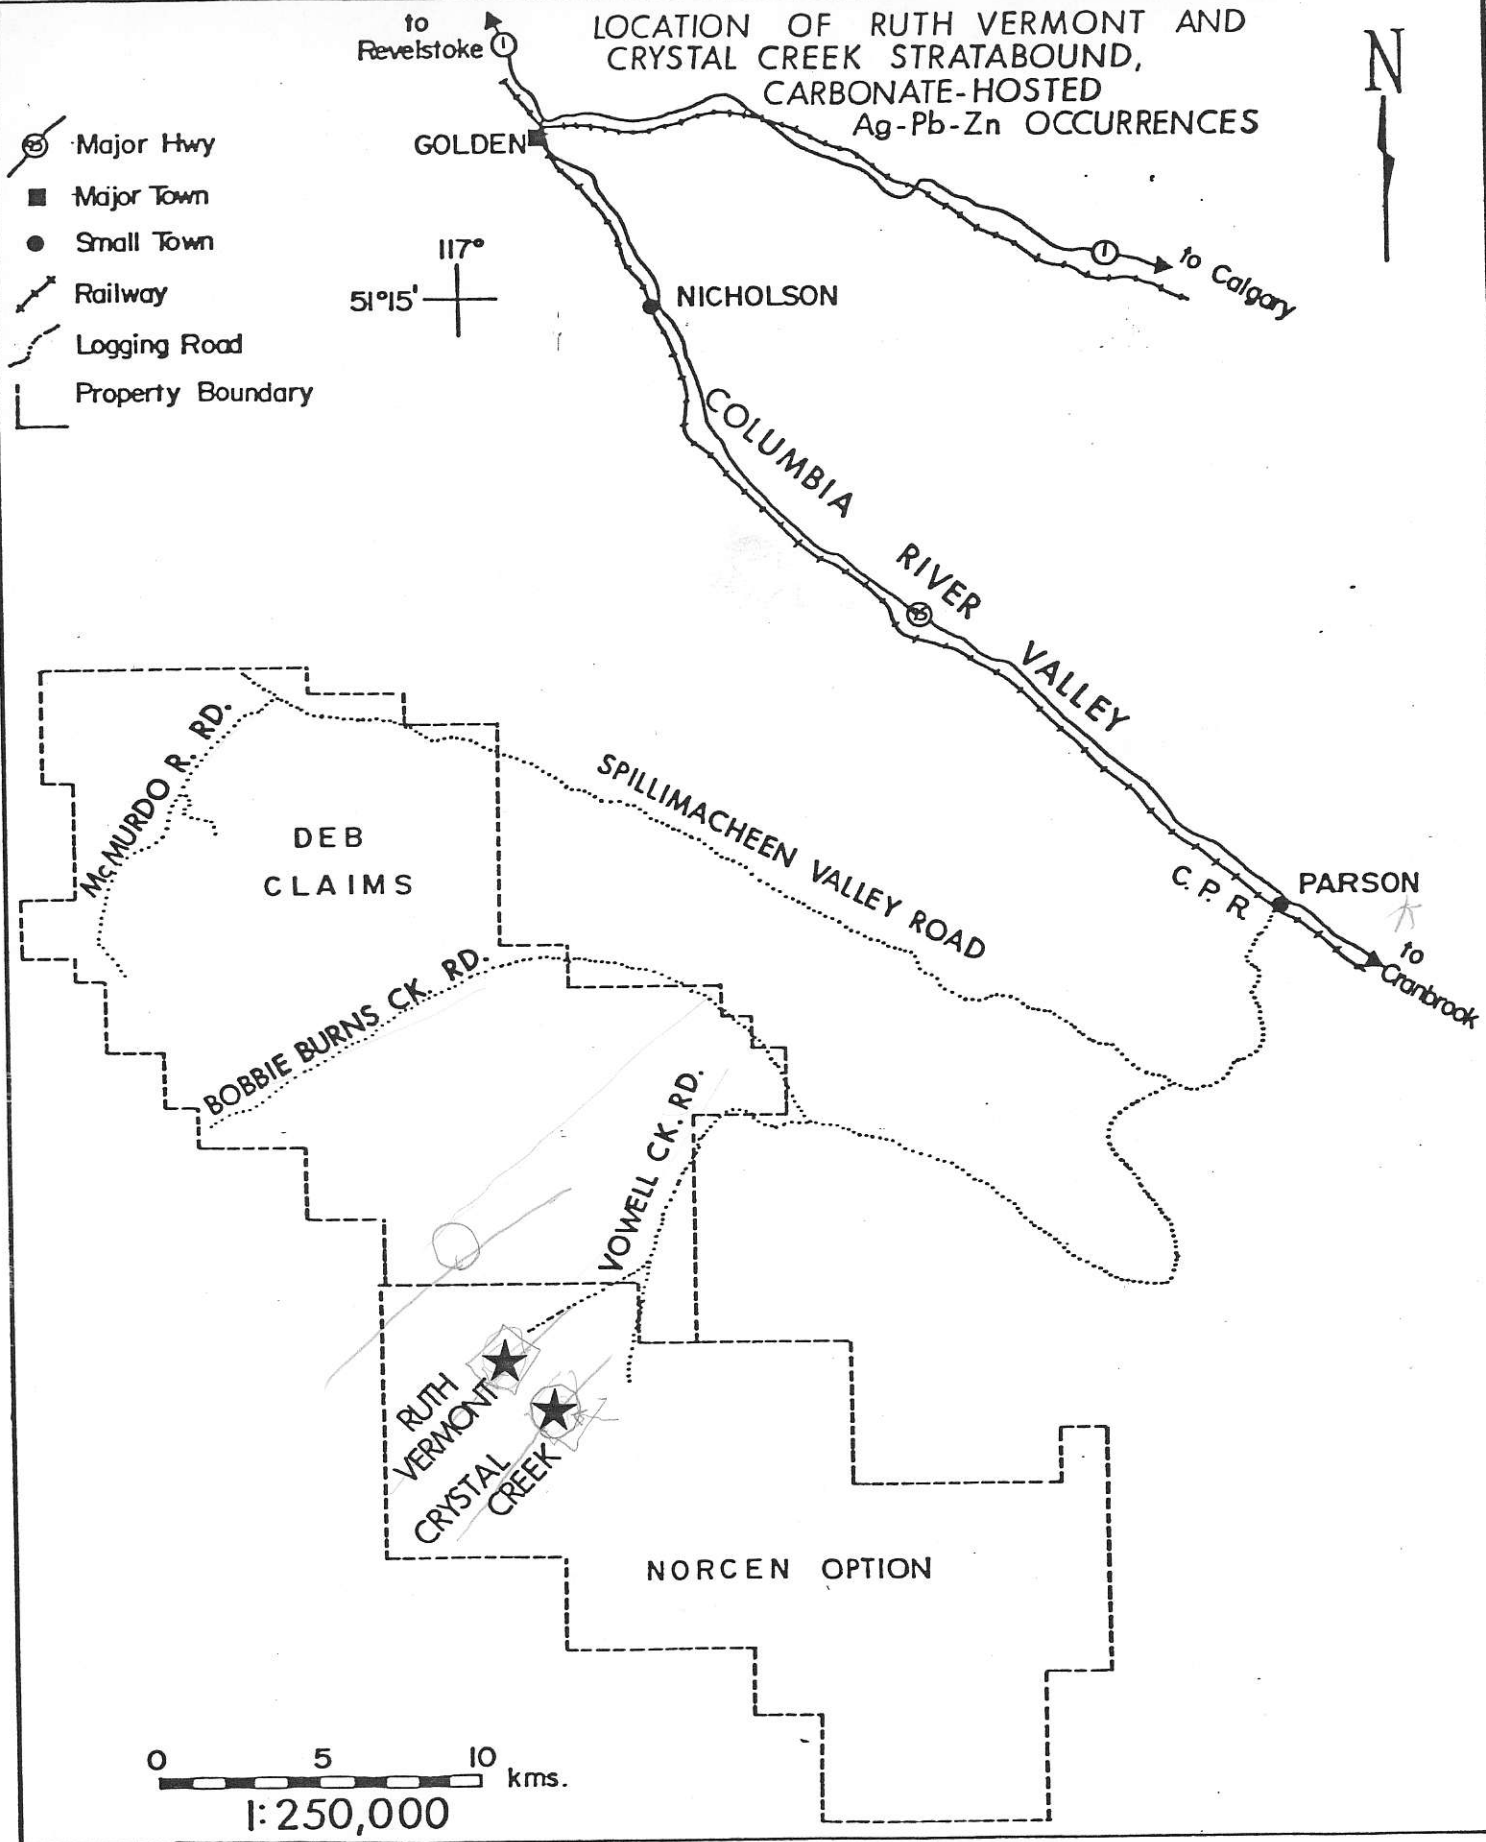 LOCATION OF RUTH VERMONT AND
CRYSTAL CREEK STRATABOUND,
CARBONATE-HOSTED
Ag-Pb-Zn OCCURRENCES
N
to
Revelstoke
1
GOLDEN
Major Hwy
Major Town
Small Town
Railway
Logging Road
Property Boundary
117°
51°15'
NICHOLSON
1
to Calgary
COLUMBIA RIVER VALLEY
McMURDO R. RD.
SPILLIMACHEEN VALLEY ROAD
DEB
CLAIMS
C. P. R.
PARSON
to
Cranbrook
BOBBIE BURNS CK. RD.
VOWELL CK. RD.
RUTH
VERMONT
CRYSTAL
CREEK
NORCEN OPTION
0 5 10
kms.
1:250,000